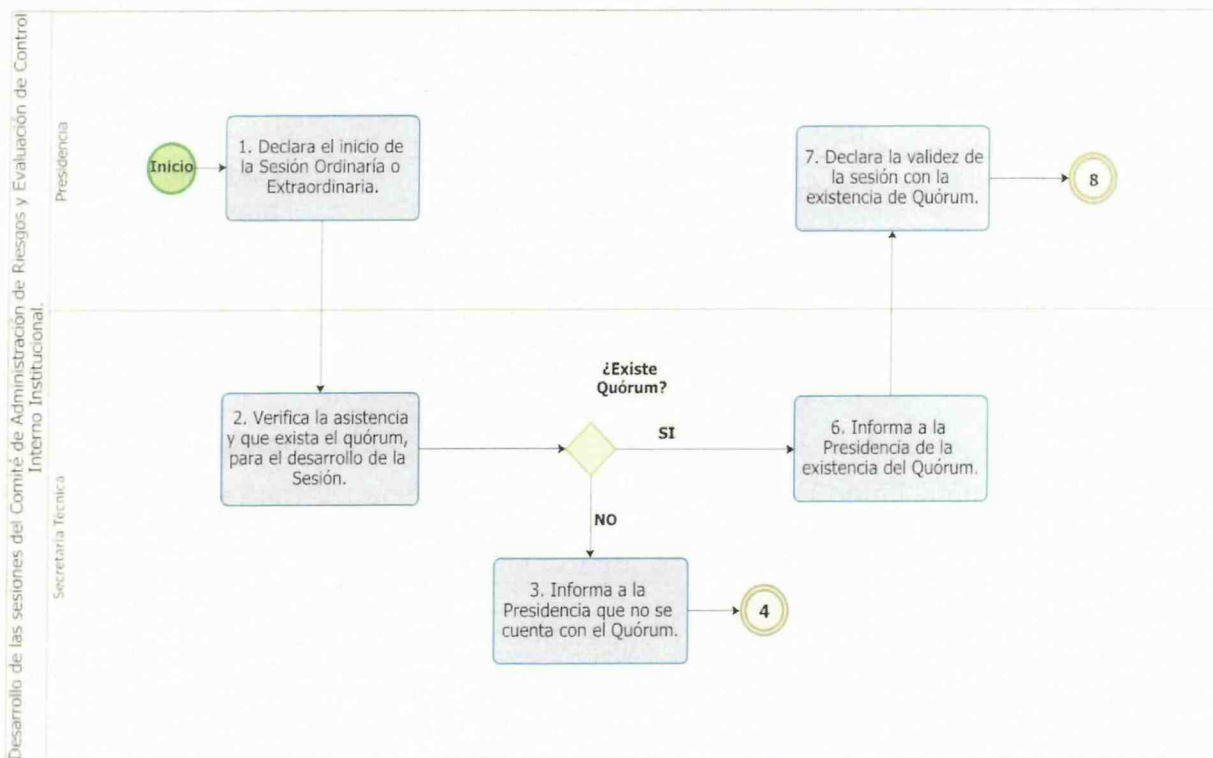 Desarrollo de las sesiones del Comité de Administración de Riesgos y Evaluación de Control
Interno Institucional.
Presidencia
Inicio
1. Declara el inicio de
la Sesión Ordinaría o
Extraordinaria.
7. Declara la validez de
la sesión con la
existencia de Quórum.
8
Secretaría Técnica
2. Verifica la asistencia
y que exista el quórum,
para el desarrollo de la
Sesión.
¿Existe
Quórum?
SI
6. Informa a la
Presidencia de la
existencia del Quórum.
NO
3. Informa a la
Presidencia que no se
cuenta con el Quórum.
4